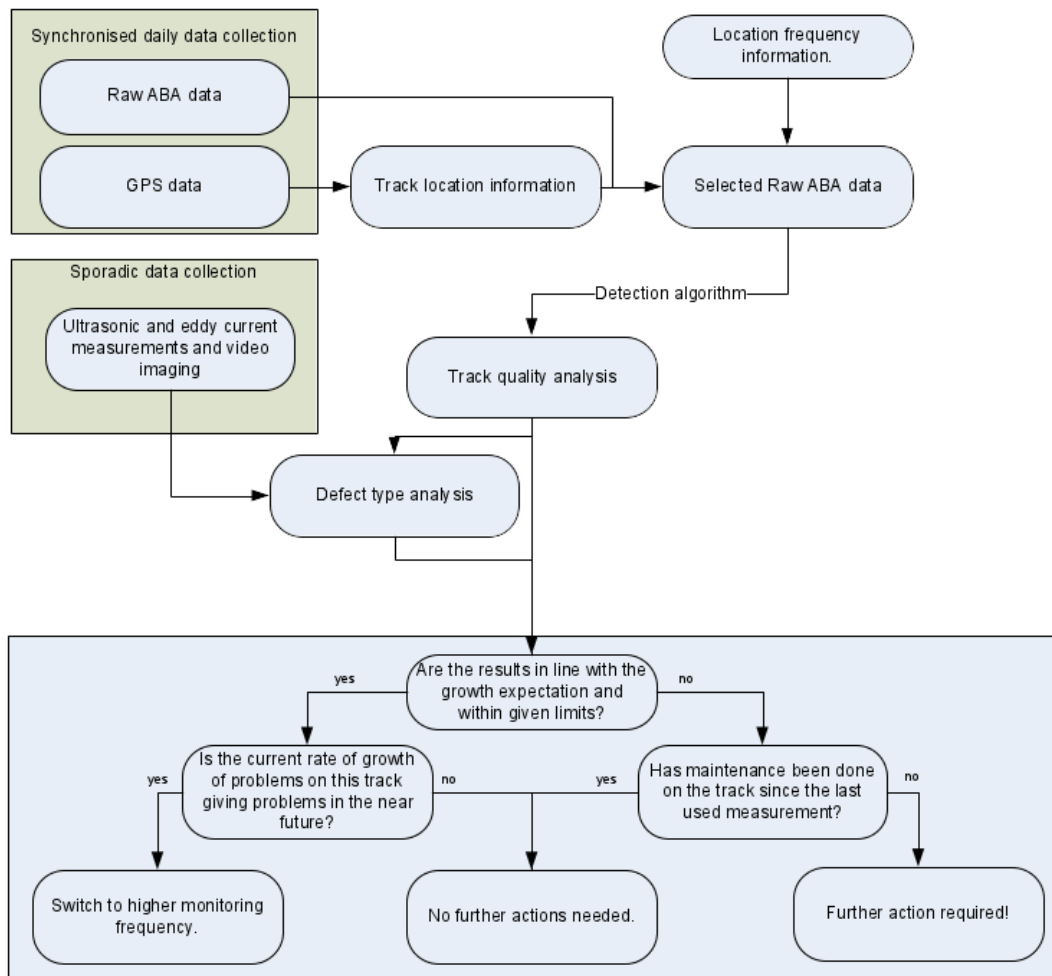 Synchronised daily data collection
Raw ABA data
GPS data
Track location information
Location frequency
information.
Selected Raw ABA data
Sporadic data collection
Ultrasonic and eddy current
measurements and video
imaging
Detection algorithm
Track quality analysis
Defect type analysis
Are the results in line with the
growth expectation and
within given limits?
yes
no
Is the current rate of growth
of problems on this track
giving problems in the near
future?
yes
no
Has maintenance been done
on the track since the last
used measurement?
yes
no
Switch to higher monitoring
frequency.
No further actions needed.
Further action required!